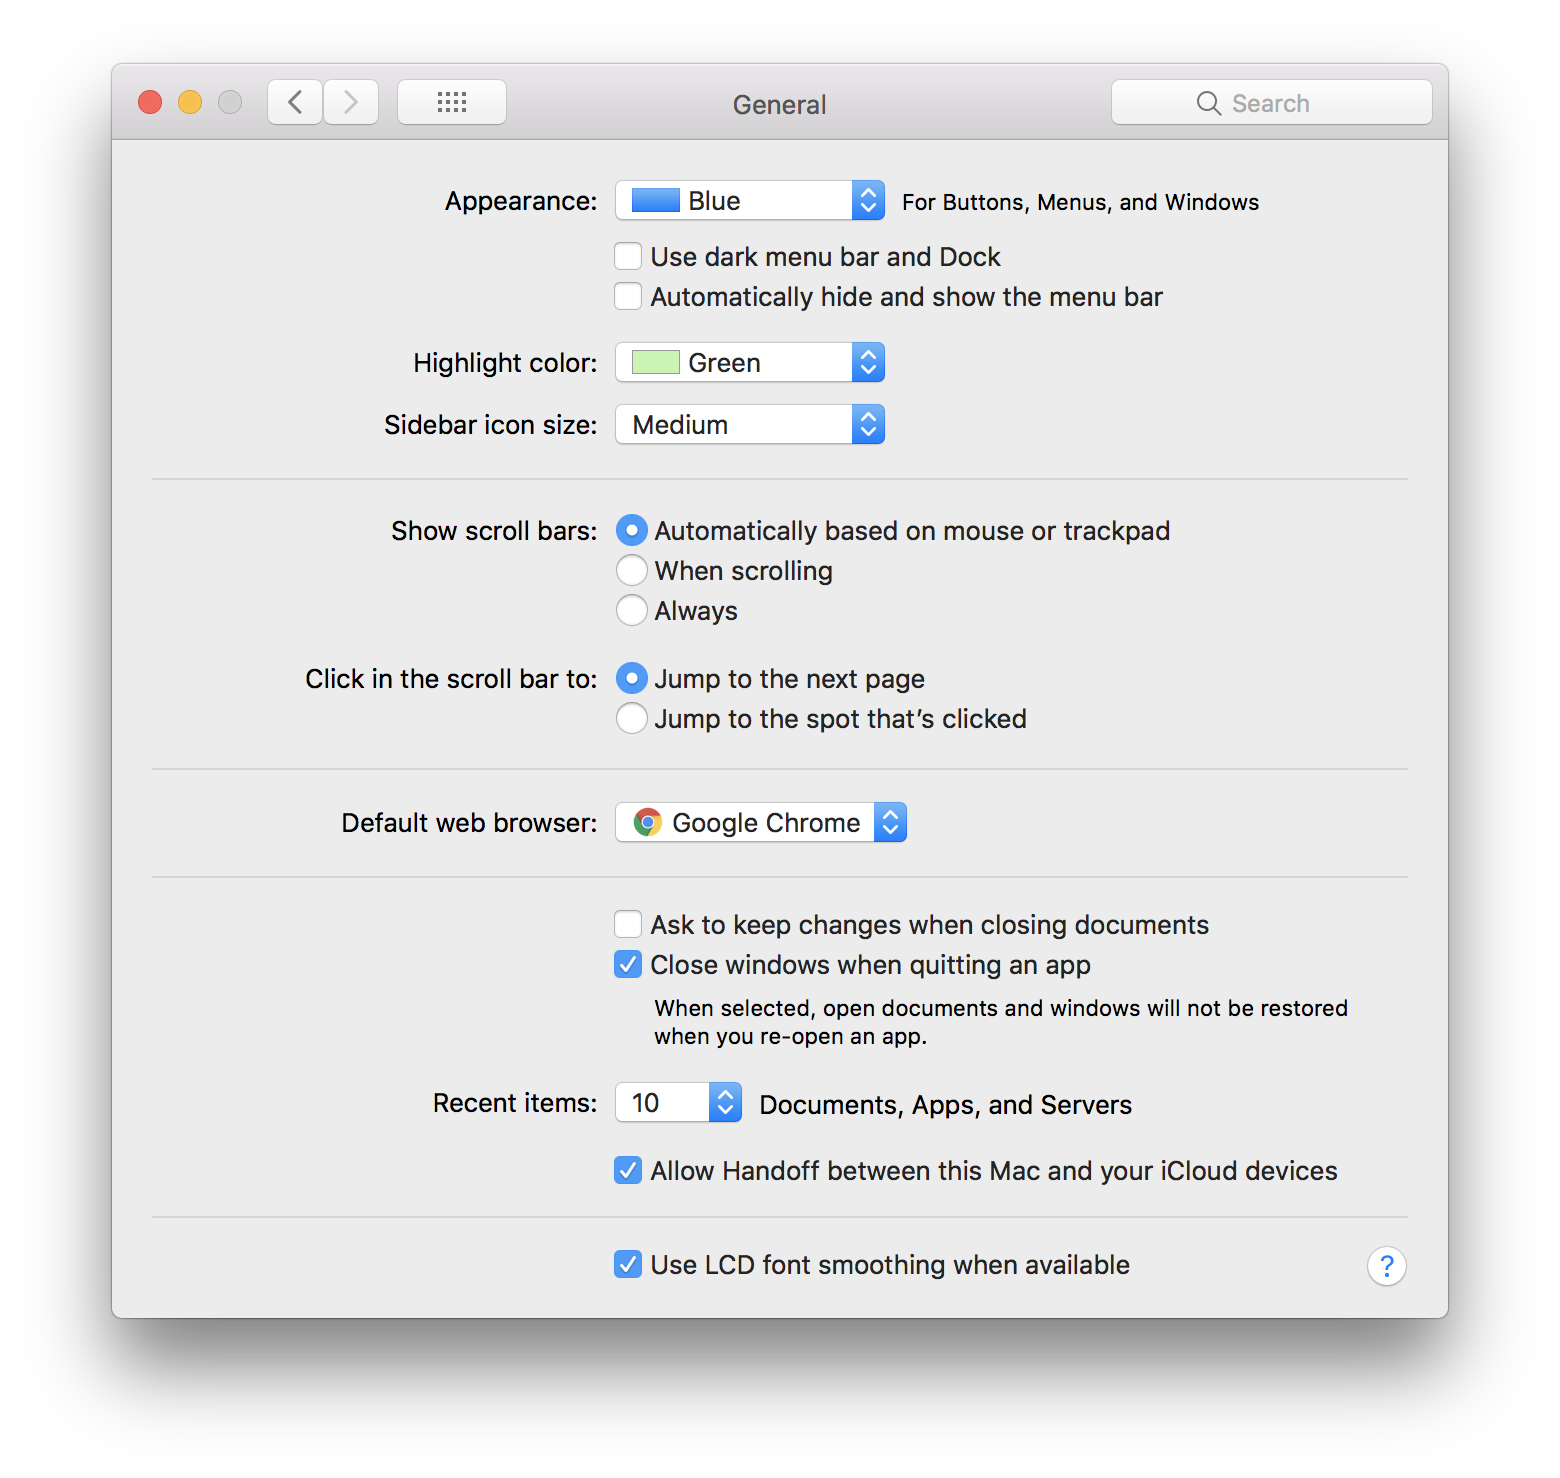 General
Search
Appearance: Blue For Buttons, Menus, and Windows
Use dark menu bar and Dock
Automatically hide and show the menu bar
Highlight color: Green
Sidebar icon size: Medium
Show scroll bars: Automatically based on mouse or trackpad
When scrolling
Always
Click in the scroll bar to: Jump to the next page
Jump to the spot that’s clicked
Default web browser: Google Chrome
Ask to keep changes when closing documents
Close windows when quitting an app
When selected, open documents and windows will not be restored
when you re-open an app.
Recent items: 10 Documents, Apps, and Servers
Allow Handoff between this Mac and your iCloud devices
Use LCD font smoothing when available
?